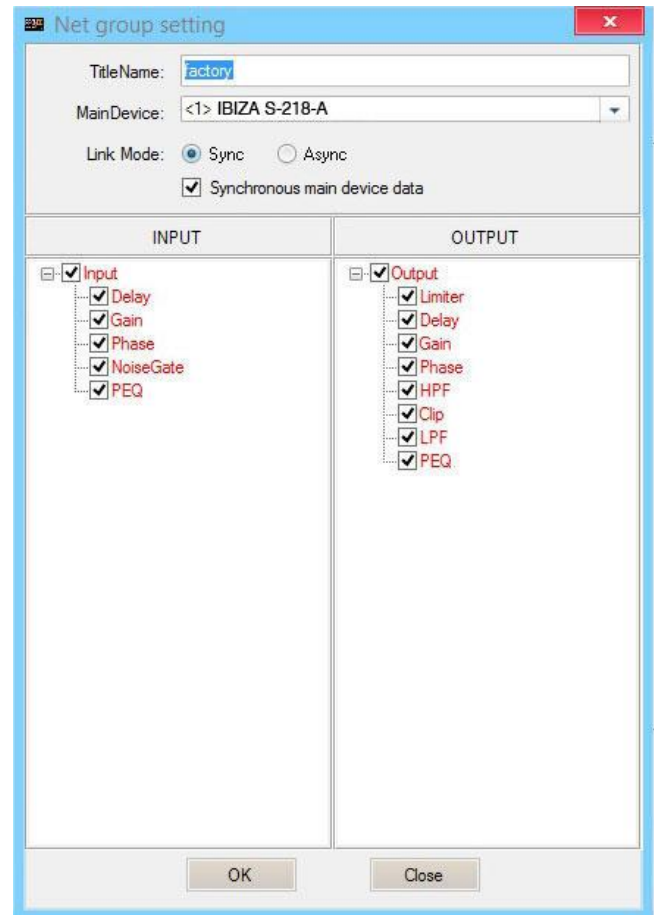 Net group setting
TitleName: factory
MainDevice: <1> IBIZA S-218-A
Link Mode: Sync Async
Synchronous main device data
INPUT OUTPUT
Input
Delay
Gain
Phase
NoiseGate
PEQ
Output
Limiter
Delay
Gain
Phase
HPF
Clip
LPF
PEQ
OK Close